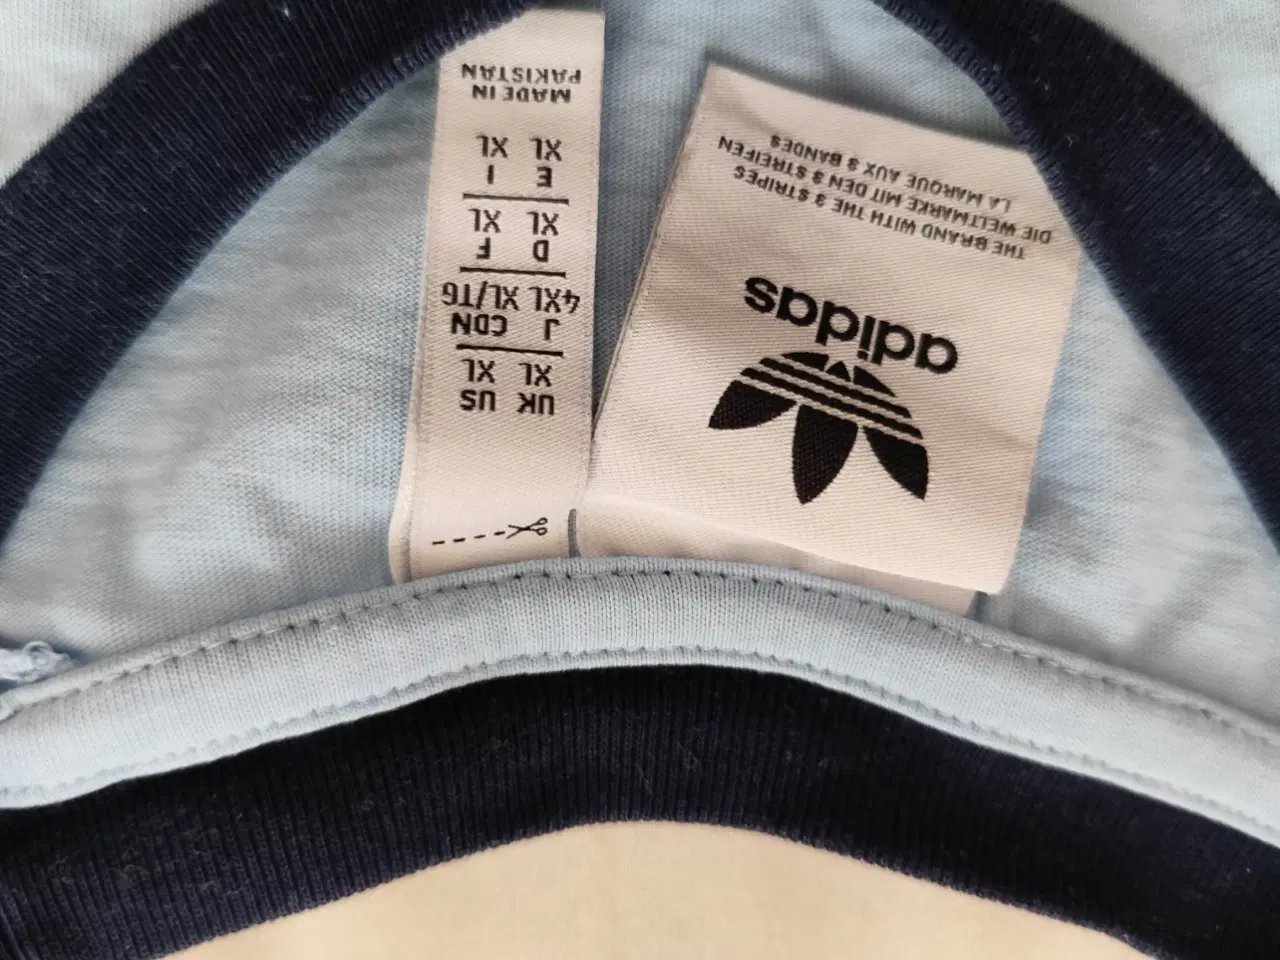 adidas
THE BRAND WITH THE 3 STRIPES
DIE WELTMARKE MIT DEN 3 STREIFEN
LA MARQUE AUX 3 BANDES
UK US
XL XL
J CDN
4XL XL/TG
D F
XL XL
E I
XL XL
MADE IN
PAKISTAN